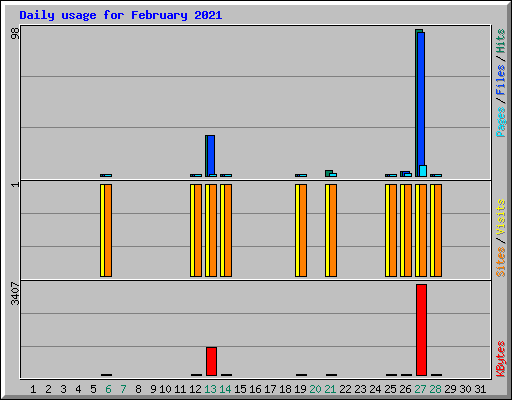 Daily usage for February 2021
98
1
3407
Pages / Files / Hits
Sites / Visits
KBytes
1 2 3 4 5 6 7 8 9 10 11 12 13 14 15 16 17 18 19 20 21 22 23 24 25 26 27 28 29 30 31